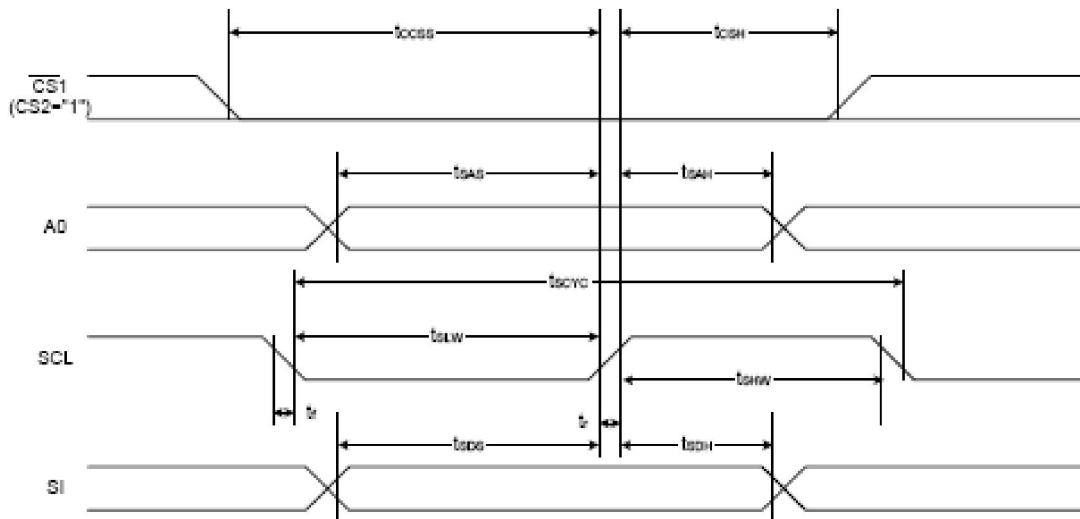 tCCSS
tCSH
CS1
(CS2="1")
tSAS
tSAH
A0
tSCYC
tSLW
SCL
tSHW
tf
tr
tSDS
tSDH
SI